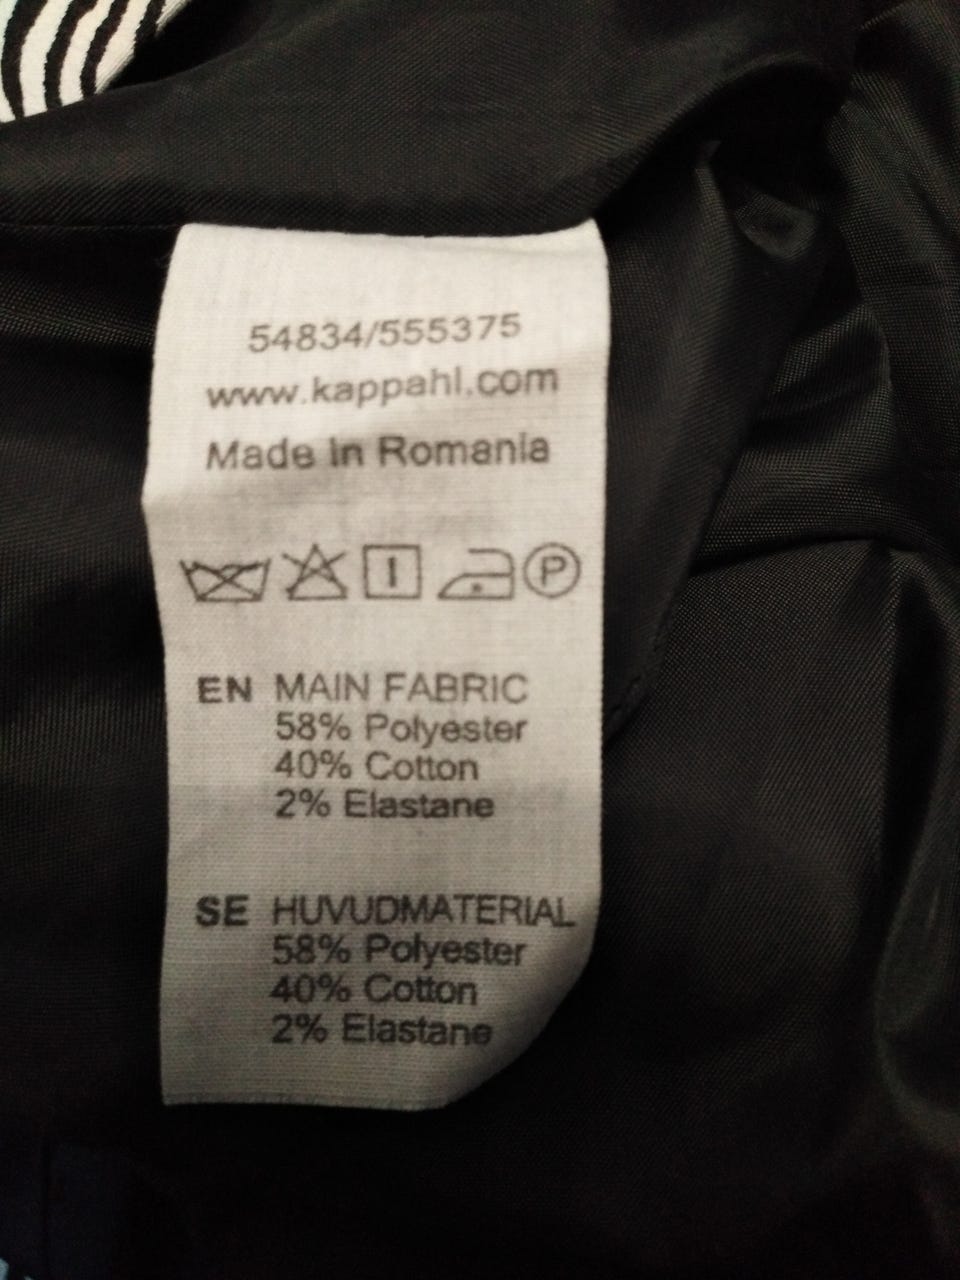 54834/555375
www.kappahl.com
Made in Romania
P
EN MAIN FABRIC
58% Polyester
40% Cotton
2% Elastane
SE HUVUDMATERIAL
58% Polyester
40% Cotton
2% Elastane